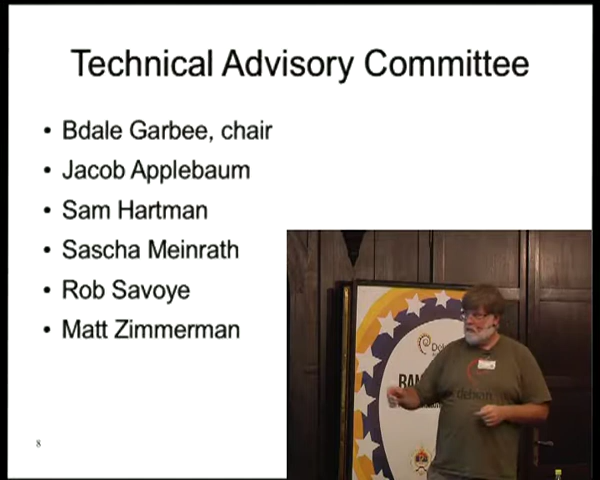 Technical Advisory Committee
• Bdale Garbee, chair
• Jacob Applebaum
• Sam Hartman
• Sascha Meinrath
• Rob Savoye
• Matt Zimmerman
debian
8